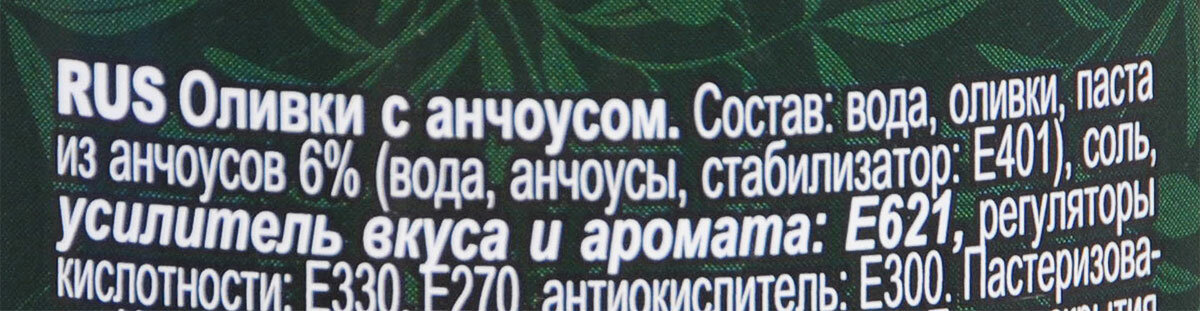 RUS Оливки с анчоусом. Состав: вода, оливки, паста
из анчоусов 6% (вода, анчоусы, стабилизатор: Е401), соль,
усилитель вкуса и аромата: Е621, регуляторы
кислотности: Е330, Е270, антиокислитель: Е300. Пастеризова-